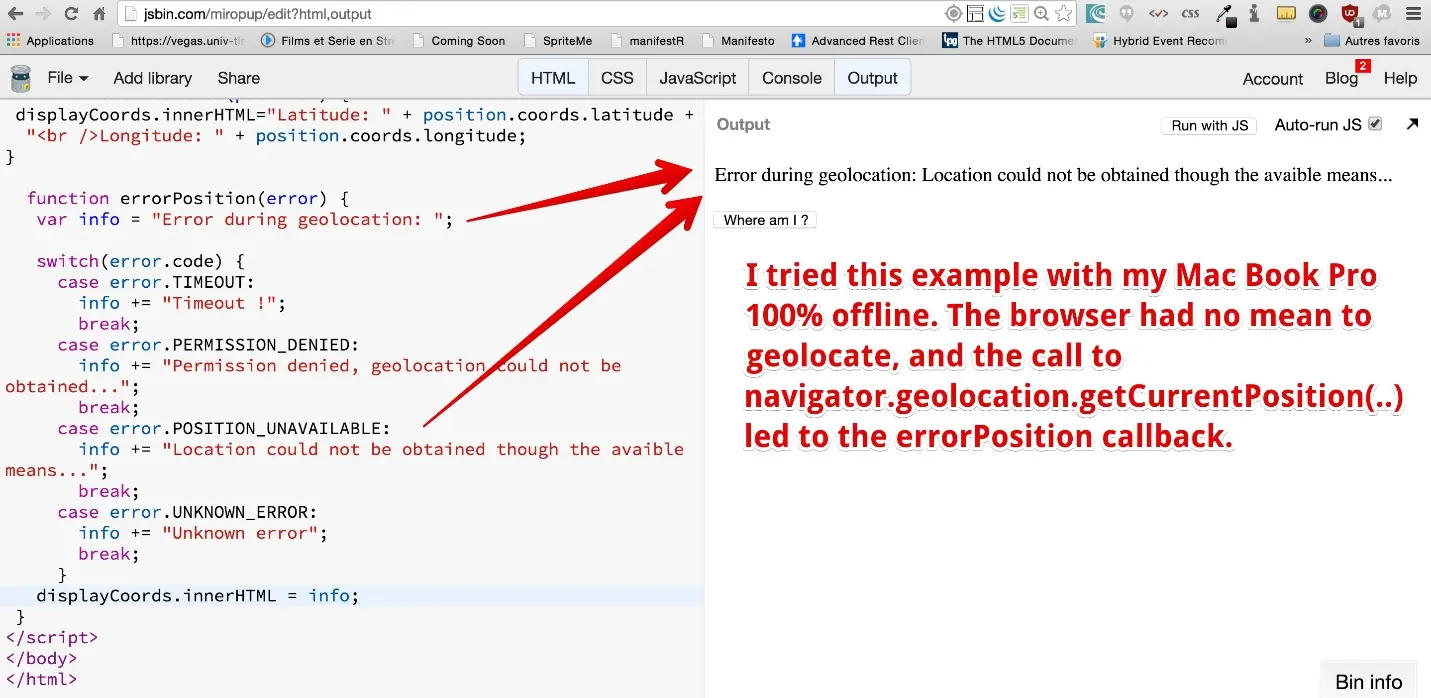 jsbin.com/miropup/edit?html,output
Applications https://vegas.univ-ti Films et Serie en Str Coming Soon SpriteMe manifestR Manifesto Advanced Rest Clien The HTML5 Docume Hybrid Event Recom » Autres favoris
File Add library Share HTML CSS JavaScript Console Output Account Blog 2 Help
displayCoords.innerHTML="Latitude: " + position.coords.latitude +
"<br />Longitude: " + position.coords.longitude;
}
function errorPosition(error) {
var info = "Error during geolocation: ";
switch(error.code) {
case error.TIMEOUT:
info += "Timeout !";
break;
case error.PERMISSION_DENIED:
info += "Permission denied, geolocation could not be
obtained...";
break;
case error.POSITION_UNAVAILABLE:
info += "Location could not be obtained though the avaible
means...";
break;
case error.UNKNOWN_ERROR:
info += "Unknown error";
break;
}
displayCoords.innerHTML = info;
}
</script>
</body>
</html>
Output Run with JS Auto-run JS
Error during geolocation: Location could not be obtained though the avaible means...
Where am I ?
I tried this example with my Mac Book Pro
100% offline. The browser had no mean to
geolocate, and the call to
navigator.geolocation.getCurrentPosition(..)
led to the errorPosition callback.
Bin info